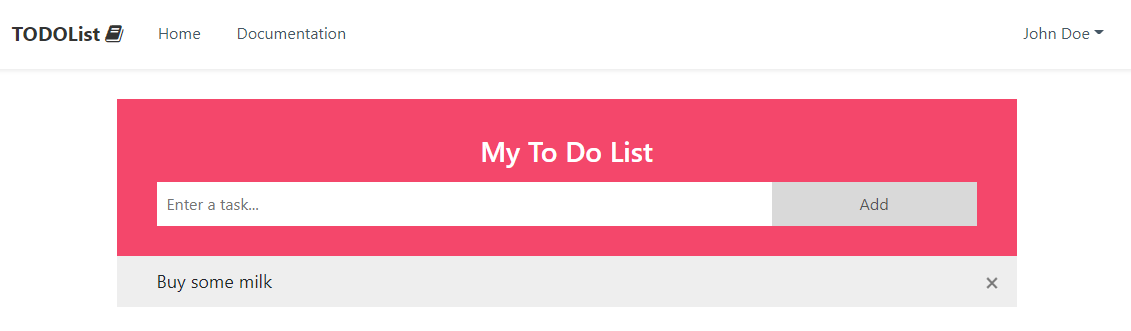 TODOList Home Documentation John Doe
My To Do List
Enter a task... Add
Buy some milk ×